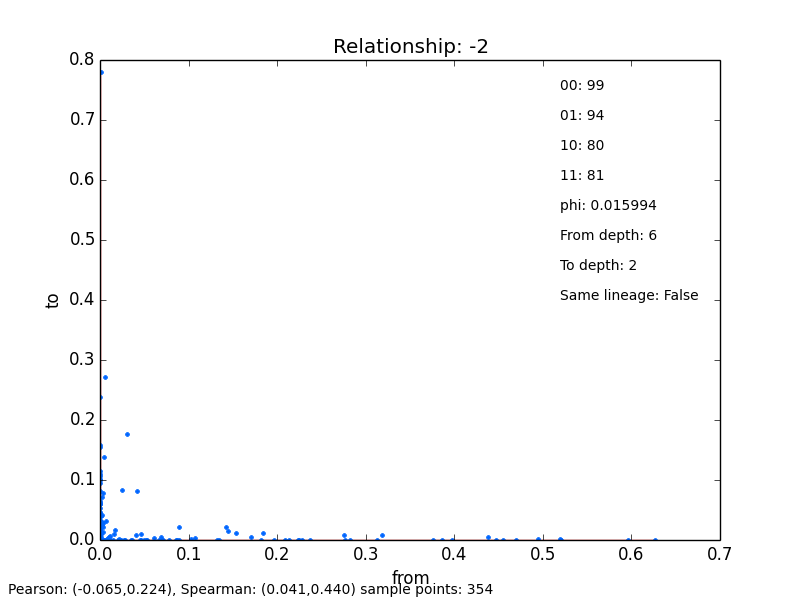 Relationship: -2
0.8
0.7
0.6
0.5
0.4
0.3
0.2
0.1
0.0
to
00: 99
01: 94
10: 80
11: 81
phi: 0.015994
From depth: 6
To depth: 2
Same lineage: False
0.0 0.1 0.2 0.3 0.4 0.5 0.6 0.7
from
Pearson: (-0.065,0.224), Spearman: (0.041,0.440) sample points: 354